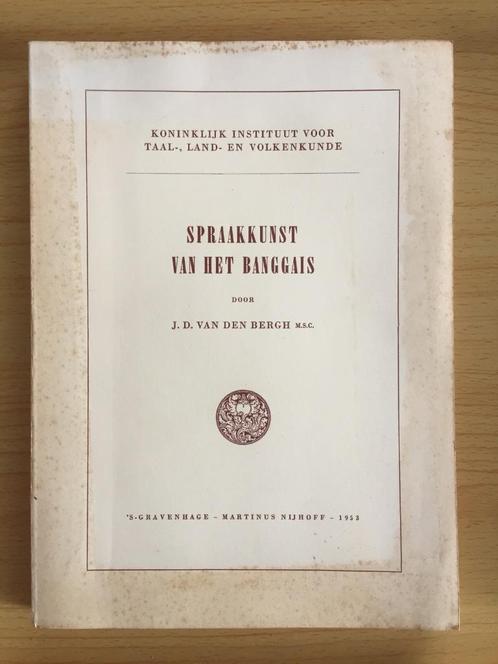 KONINKLIJK INSTITUUT VOOR
TAAL-, LAND- EN VOLKENKUNDE
SPRAAKKUNST
VAN HET BANGGAIS
DOOR
J. D. VAN DEN BERGH M.S.C.
'S-GRAVENHAGE – MARTINUS NIJHOFF – 1953